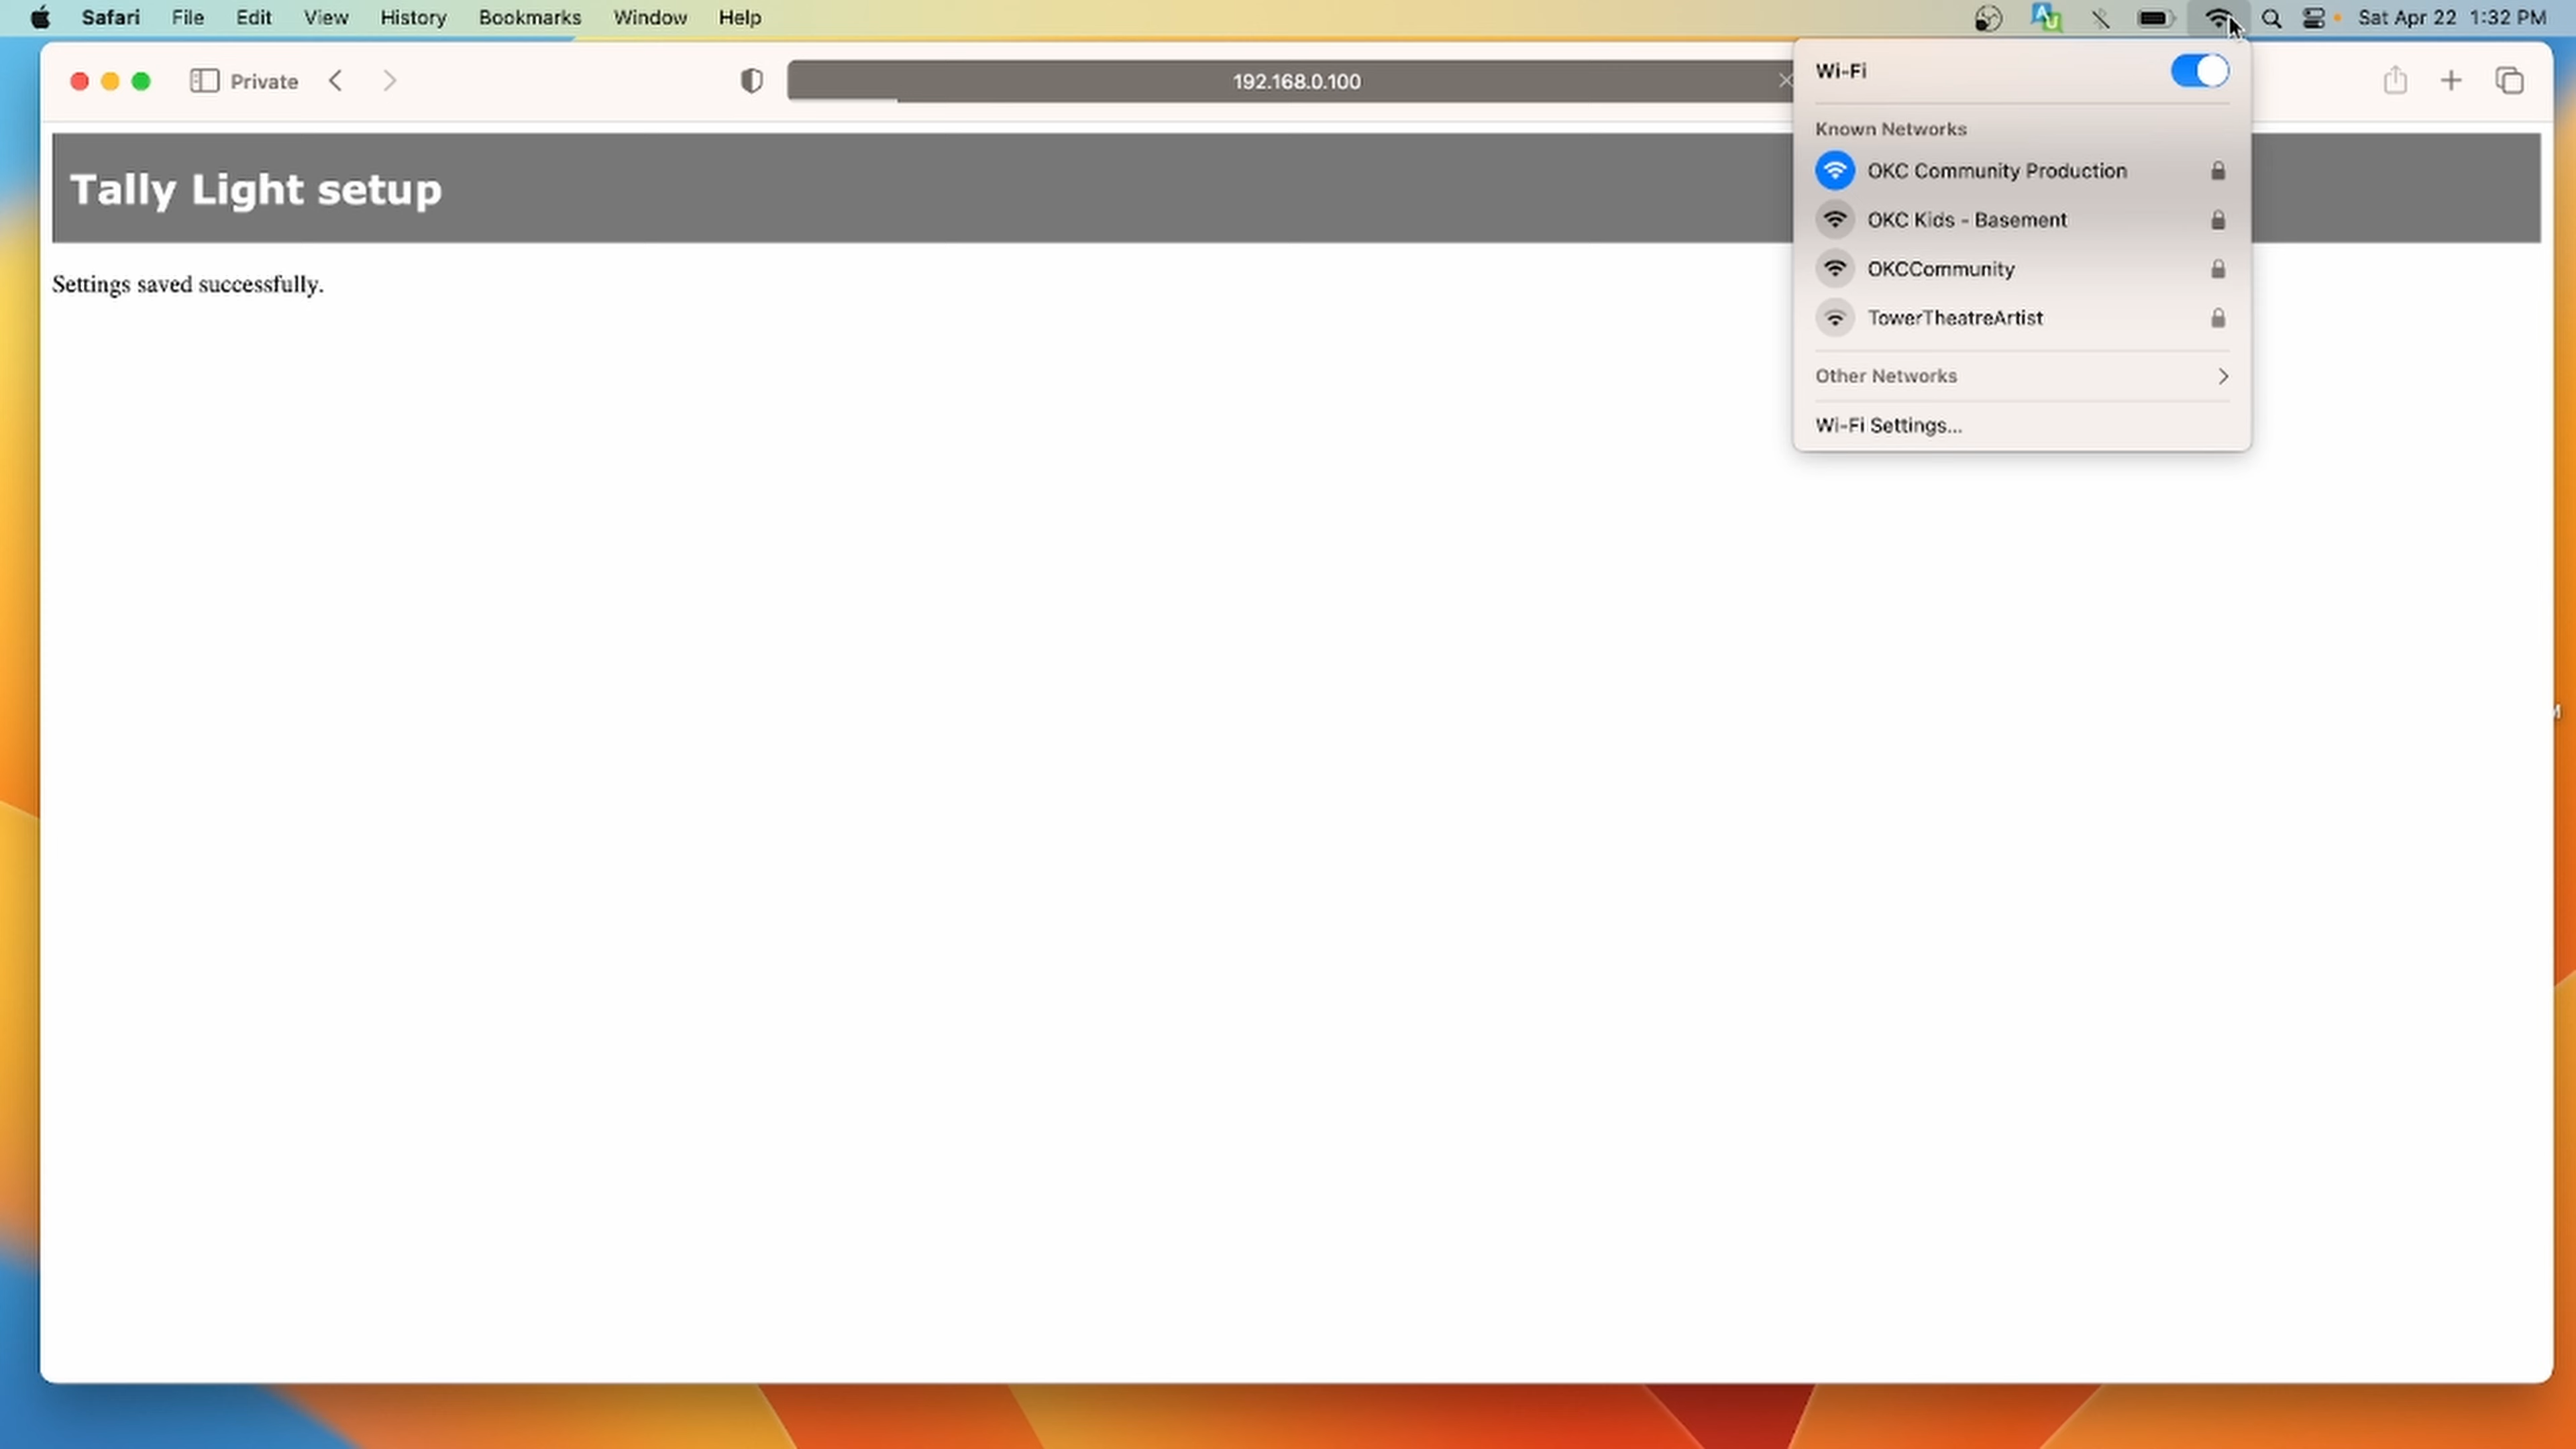 Safari File Edit View History Bookmarks Window Help Sat Apr 22 1:32 PM
Private 192.168.0.100
Tally Light setup
Settings saved successfully.
Wi-Fi
Known Networks
OKC Community Production
OKC Kids - Basement
OKCCommunity
TowerTheatreArtist
Other Networks
Wi-Fi Settings...